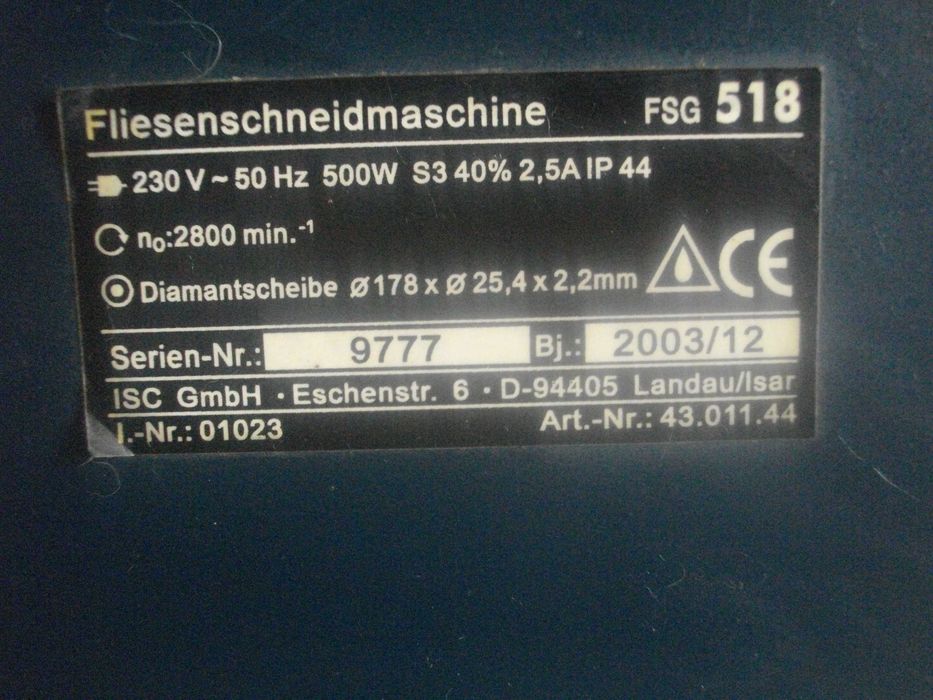 Fliesenschneidmaschine FSG 518
230 V ~ 50 Hz 500W S3 40% 2,5A IP 44
n₀:2800 min.⁻¹
Diamantscheibe ø178 x ø 25,4 x 2,2mm CE
Serien-Nr.: 9777 Bj.: 2003/12
ISC GmbH · Eschenstr. 6 · D-94405 Landau/Isar
I.-Nr.: 01023 Art.-Nr.: 43.011.44